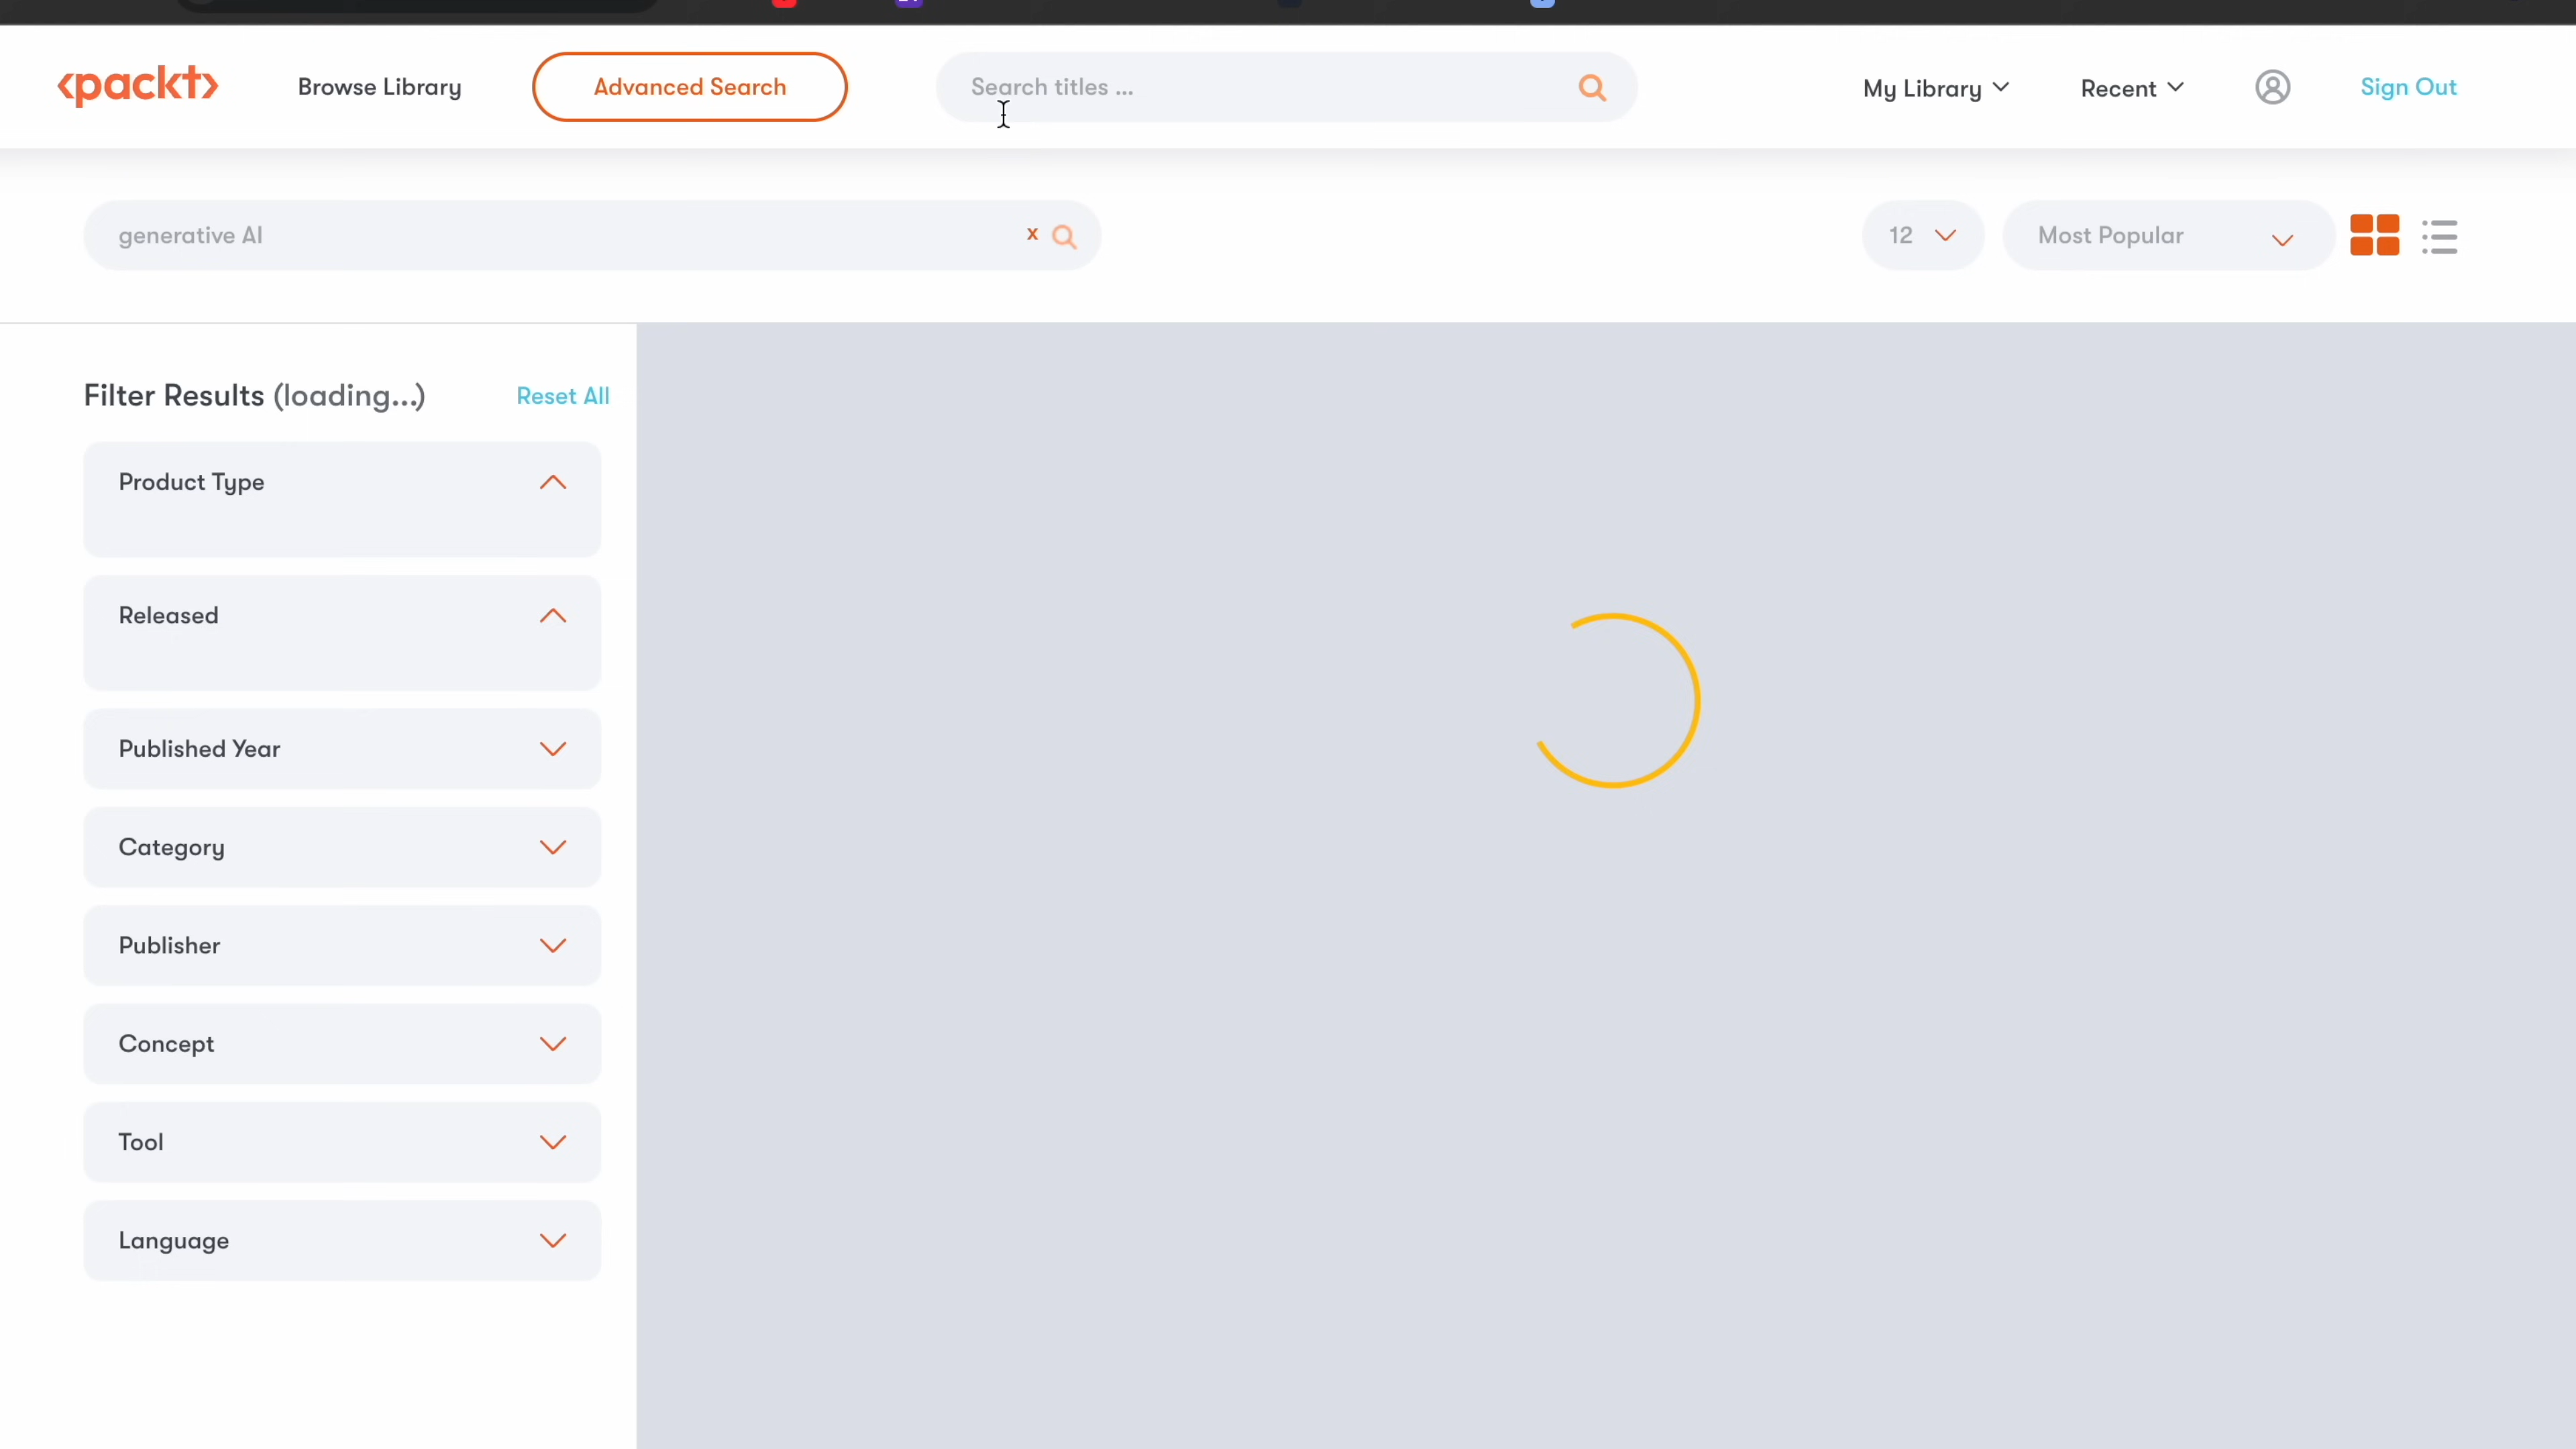 <packt>
Browse Library
Advanced Search
Search titles ...
My Library
Recent
Sign Out
generative AI
x
12
Most Popular
Filter Results (loading...)
Reset All
Product Type
Released
Published Year
Category
Publisher
Concept
Tool
Language